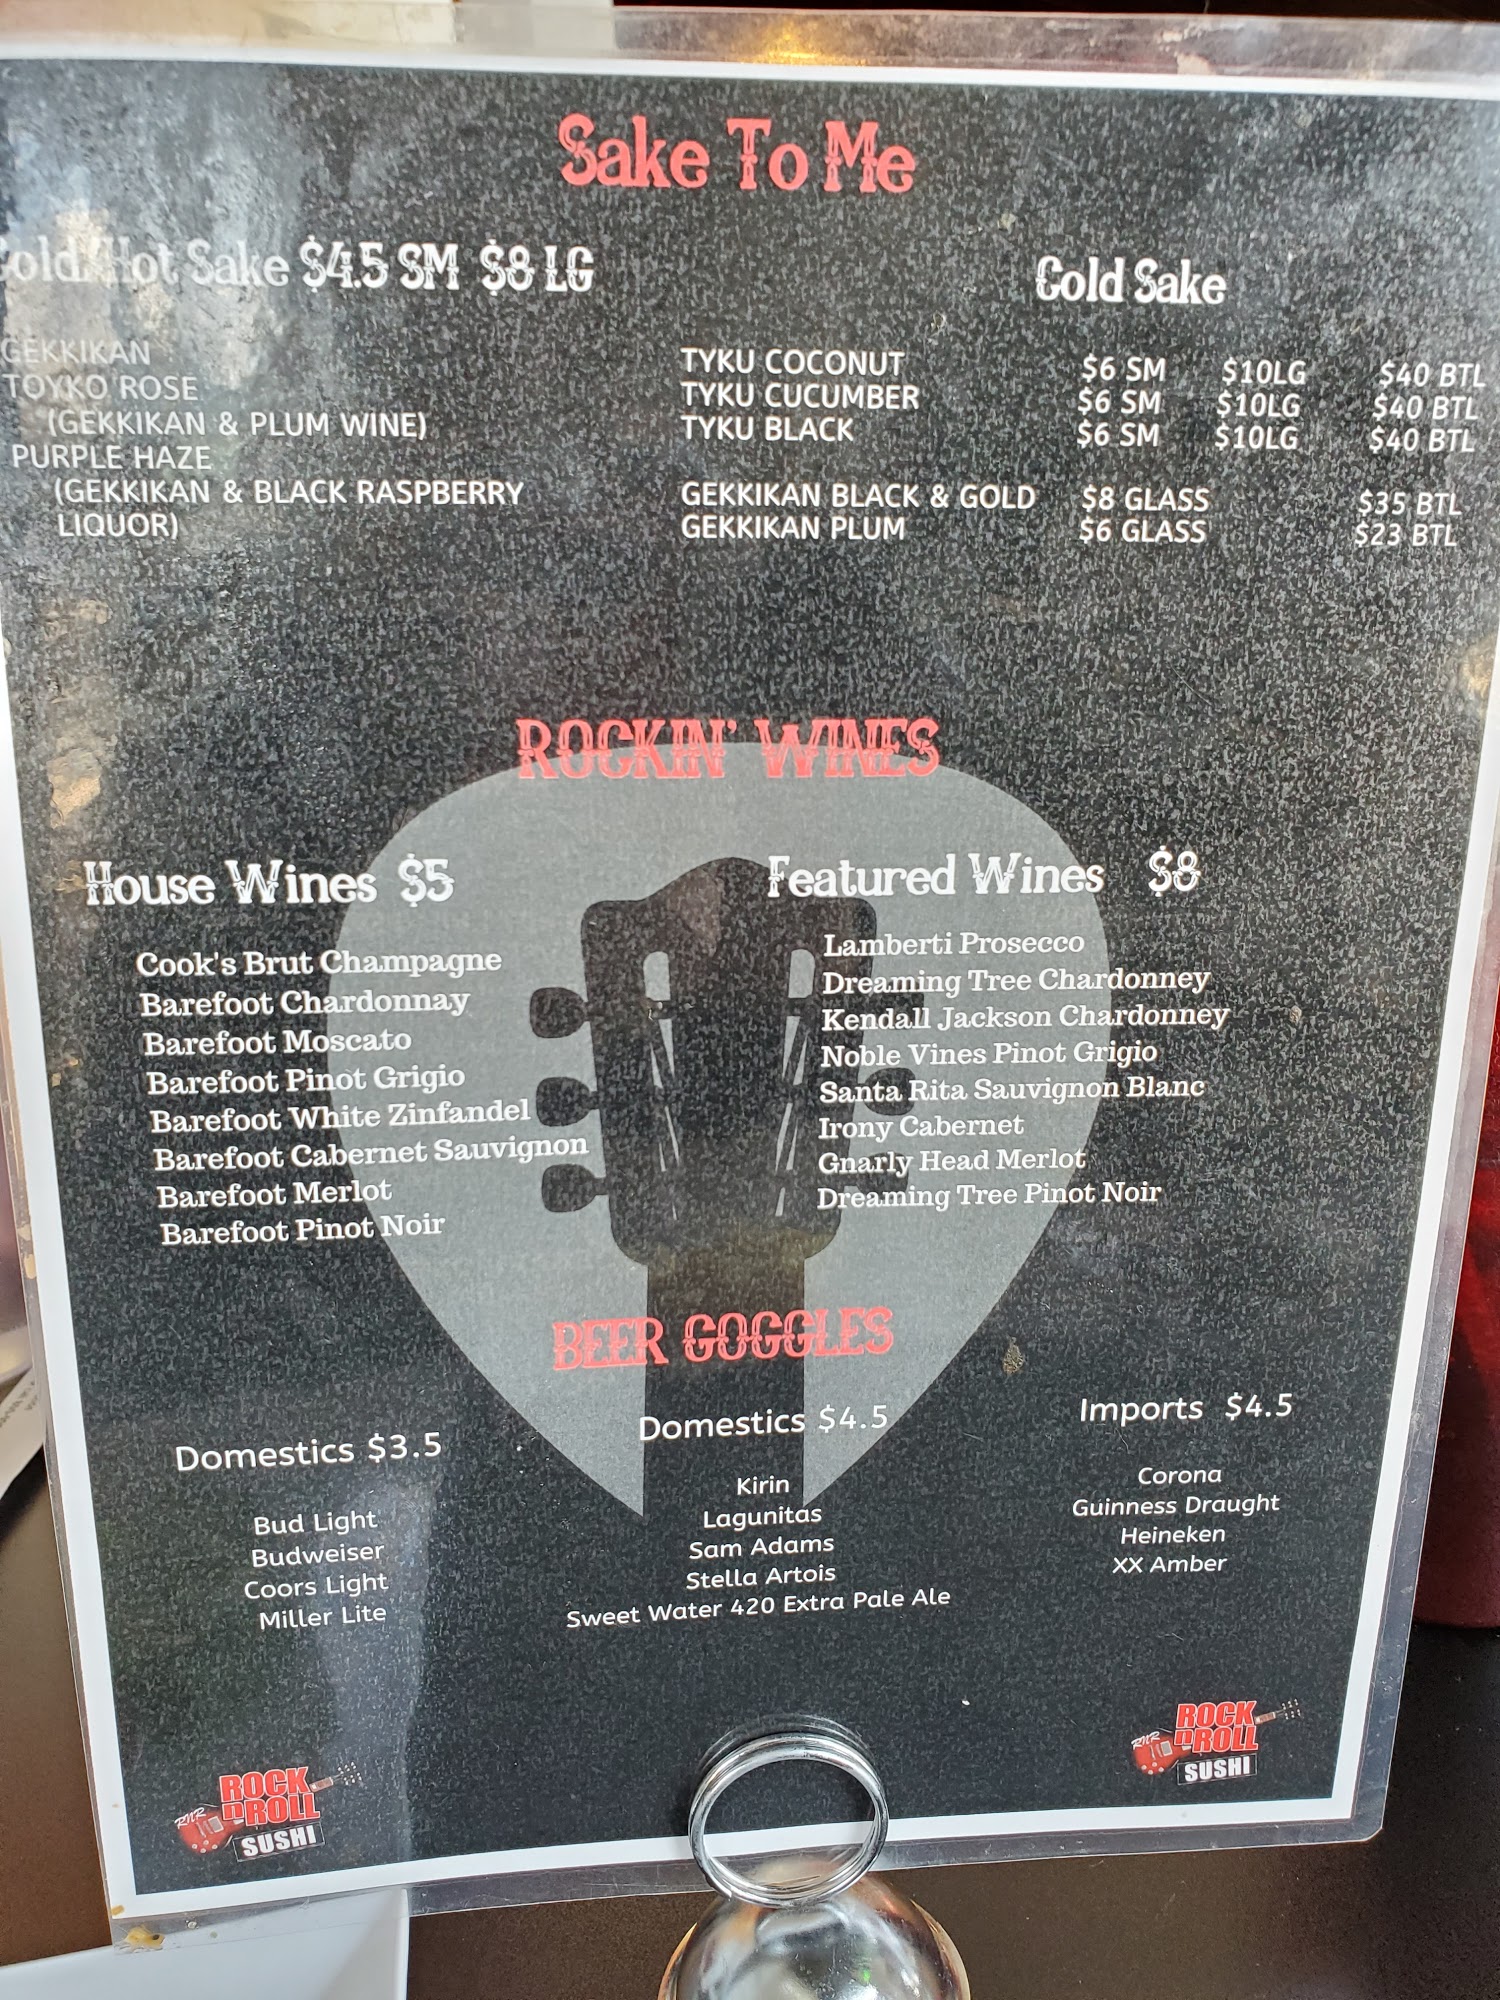 Sake To Me
Cold/Hot Sake $4.5 SM $8 LG
GEKKIKAN
TOYKO ROSE
(GEKKIKAN & PLUM WINE)
PURPLE HAZE
(GEKKIKAN & BLACK RASPBERRY
LIQUOR)
Cold Sake
TYKU COCONUT $6 SM $10LG $40 BTL
TYKU CUCUMBER $6 SM $10LG $40 BTL
TYKU BLACK $6 SM $10LG $40 BTL
GEKKIKAN BLACK & GOLD $8 GLASS $35 BTL
GEKKIKAN PLUM $6 GLASS $23 BTL
ROCKIN' WINES
House Wines $5
Cook's Brut Champagne
Barefoot Chardonnay
Barefoot Moscato
Barefoot Pinot Grigio
Barefoot White Zinfandel
Barefoot Cabernet Sauvignon
Barefoot Merlot
Barefoot Pinot Noir
Featured Wines $8
Lamberti Prosecco
Dreaming Tree Chardonney
Kendall Jackson Chardonney
Noble Vines Pinot Grigio
Santa Rita Sauvignon Blanc
Irony Cabernet
Gnarly Head Merlot
Dreaming Tree Pinot Noir
BEER GOGGLES
Domestics $3.5
Bud Light
Budweiser
Coors Light
Miller Lite
Domestics $4.5
Kirin
Lagunitas
Sam Adams
Stella Artois
Sweet Water 420 Extra Pale Ale
Imports $4.5
Corona
Guinness Draught
Heineken
XX Amber
RNR
ROCK
nROLL
SUSHI
RNR
ROCK
nROLL
SUSHI